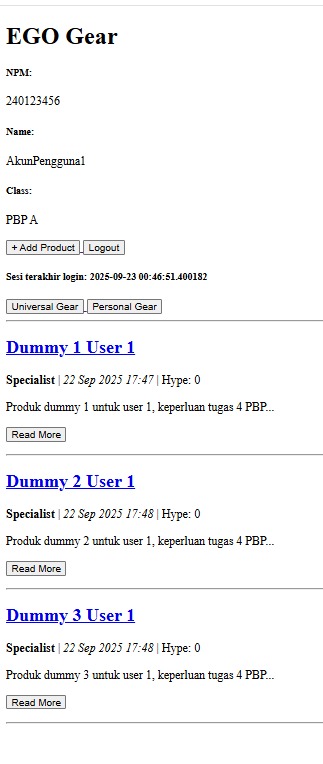 EGO Gear
NPM:
240123456
Name:
AkunPengguna1
Class:
PBP A
+ Add Product Logout
Sesi terakhir login: 2025-09-23 00:46:51.400182
Universal Gear Personal Gear
Dummy 1 User 1
Specialist | 22 Sep 2025 17:47 | Hype: 0
Produk dummy 1 untuk user 1, keperluan tugas 4 PBP...
Read More
Dummy 2 User 1
Specialist | 22 Sep 2025 17:48 | Hype: 0
Produk dummy 2 untuk user 1, keperluan tugas 4 PBP...
Read More
Dummy 3 User 1
Specialist | 22 Sep 2025 17:48 | Hype: 0
Produk dummy 3 untuk user 1, keperluan tugas 4 PBP...
Read More